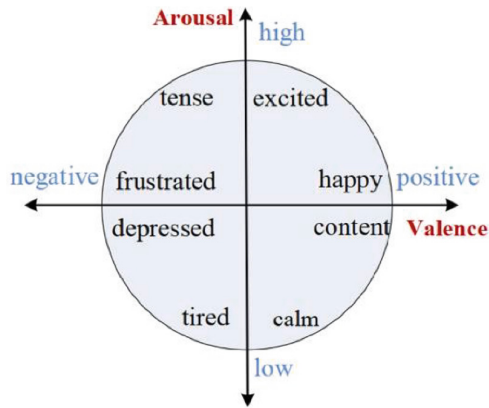 Arousal
high
tense excited
negative frustrated happy positive
depressed content Valence
tired calm
low